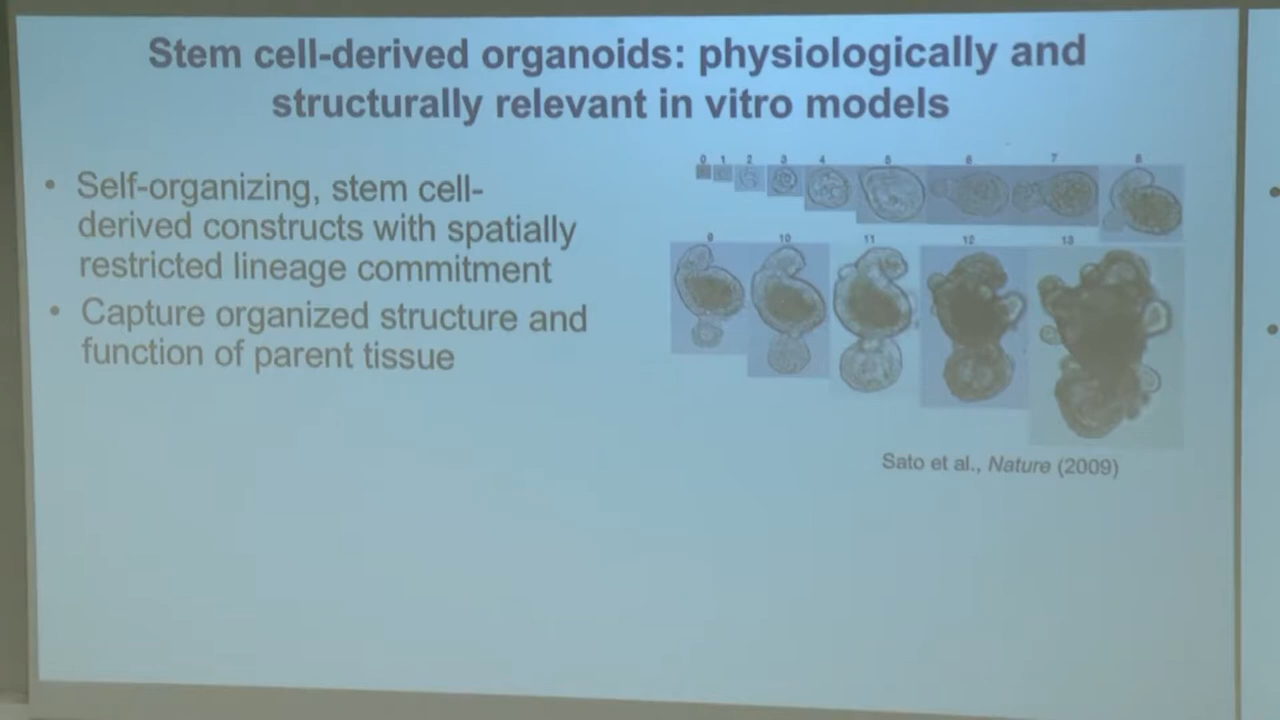 Stem cell-derived organoids: physiologically and
structurally relevant in vitro models
• Self-organizing, stem cell-
derived constructs with spatially
restricted lineage commitment
• Capture organized structure and
function of parent tissue
0 1 2 3 4 5 6 7 8
9 10 11 12 13
Sato et al., Nature (2009)